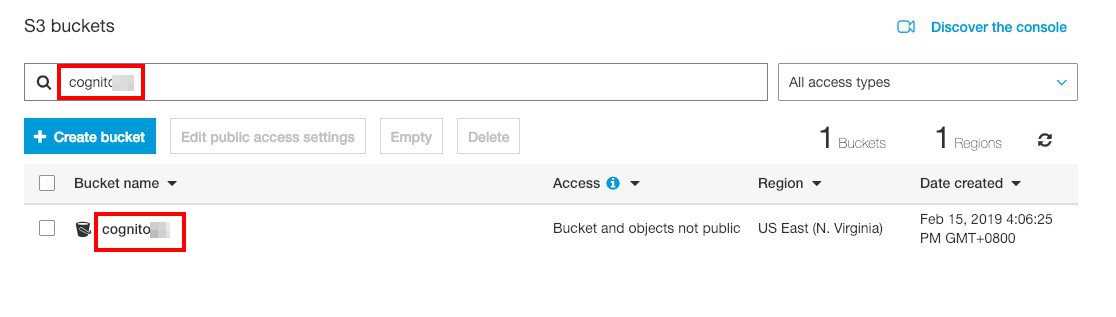 S3 buckets
Discover the console
cognito
All access types
+ Create bucket
Edit public access settings
Empty
Delete
1 Buckets
1 Regions
Bucket name
Access
Region
Date created
cognito
Bucket and objects not public
US East (N. Virginia)
Feb 15, 2019 4:06:25
PM GMT+0800